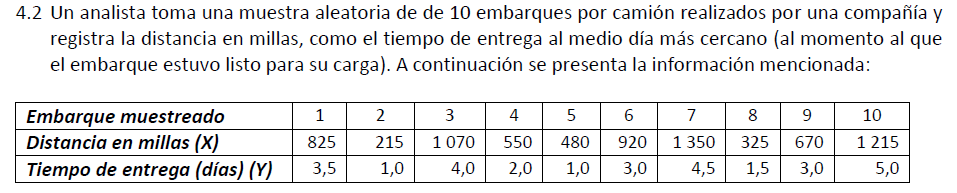 4.2 Un analista toma una muestra aleatoria de de 10 embarques por camión realizados por una compañía y
registra la distancia en millas, como el tiempo de entrega al medio día más cercano (al momento al que
el embarque estuvo listo para su carga). A continuación se presenta la información mencionada:
Embarque muestreado 1 2 3 4 5 6 7 8 9 10
Distancia en millas (X) 825 215 1 070 550 480 920 1 350 325 670 1 215
Tiempo de entrega (días) (Y) 3,5 1,0 4,0 2,0 1,0 3,0 4,5 1,5 3,0 5,0